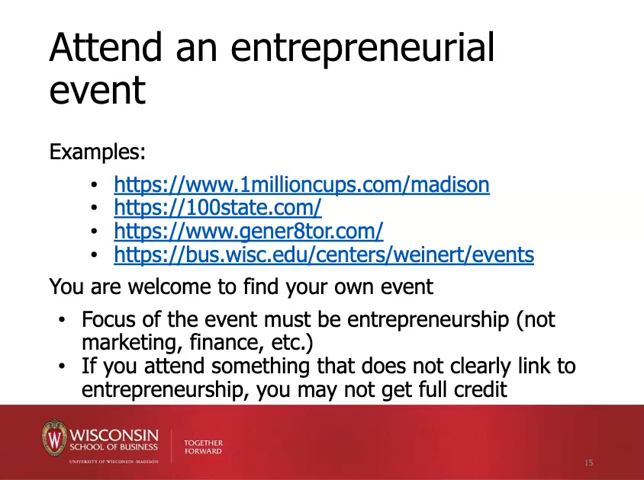 Attend an entrepreneurial
event
Examples:
• https://www.1millioncups.com/madison
• https://100state.com/
• https://www.gener8tor.com/
• https://bus.wisc.edu/centers/weinert/events
You are welcome to find your own event
• Focus of the event must be entrepreneurship (not
marketing, finance, etc.)
• If you attend something that does not clearly link to
entrepreneurship, you may not get full credit
W
WISCONSIN
SCHOOL OF BUSINESS
UNIVERSITY OF WISCONSIN-MADISON
TOGETHER
FORWARD
15